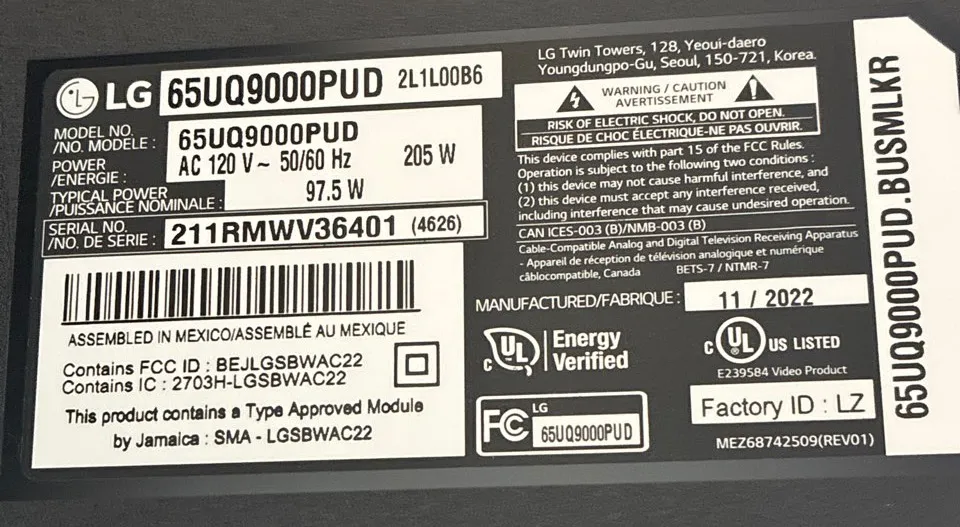 LG 65UQ9000PUD 2L1L00B6
MODEL NO.
/NO. MODÈLE : 65UQ9000PUD
POWER
/ÉNERGIE : AC 120 V ~ 50/60 Hz 205 W
TYPICAL POWER
/PUISSANCE NOMINALE : 97.5 W
SERIAL NO.
/NO. DE SÉRIE : 211RMWV36401 (4626)
ASSEMBLED IN MEXICO/ASSEMBLÉ AU MEXIQUE
Contains FCC ID : BEJLGSBWAC22
Contains IC : 2703H-LGSBWAC22
This product contains a Type Approved Module
by Jamaica : SMA - LGSBWAC22
LG Twin Towers, 128, Yeoui-daero
Youngdungpo-Gu, Seoul, 150-721, Korea.
WARNING / CAUTION
AVERTISSEMENT
RISK OF ELECTRIC SHOCK, DO NOT OPEN.
RISQUE DE CHOC ÉLECTRIQUE-NE PAS OUVRIR.
This device complies with part 15 of the FCC Rules.
Operation is subject to the following two conditions :
(1) this device may not cause harmful interference, and
(2) this device must accept any interference received,
including interference that may cause undesired operation.
CAN ICES-003 (B)/NMB-003 (B)
Cable-Compatible Analog and Digital Television Receiving Apparatus
- Appareil de réception de télévision analogique et numérique
câblocompatible, Canada BETS-7 / NTMR-7
MANUFACTURED/FABRIQUÉ : 11 / 2022
c UL Energy
Verified
c UL US LISTED
E239584 Video Product
FC LG
65UQ9000PUD
Factory ID : LZ
MEZ68742509(REV01)
65UQ9000PUD.BUSMLKR